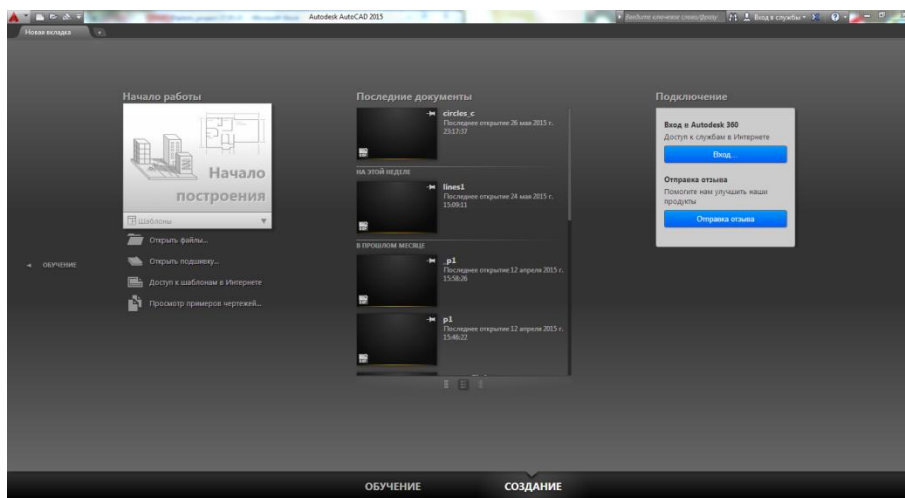 Autodesk AutoCAD 2015
Введите ключевое слово/фразу
Вход в службы
Новая вкладка
Начало работы
Начало
построения
Шаблоны
Открыть файлы...
Открыть подшивку...
Доступ к шаблонам в Интернете
Просмотр примеров чертежей...
ОБУЧЕНИЕ
Последние документы
circles_c
Последнее открытие 26 мая 2015 г.
23:17:37
НА ЭТОЙ НЕДЕЛЕ
lines1
Последнее открытие 24 мая 2015 г.
15:09:11
В ПРОШЛОМ МЕСЯЦЕ
_p1
Последнее открытие 12 апреля 2015 г.
15:58:26
p1
Последнее открытие 12 апреля 2015 г.
15:46:22
Подключение
Вход в Autodesk 360
Доступ к службам в Интернете
Вход...
Отправка отзыва
Помогите нам улучшить наши
продукты
Отправка отзыва
ОБУЧЕНИЕ
СОЗДАНИЕ